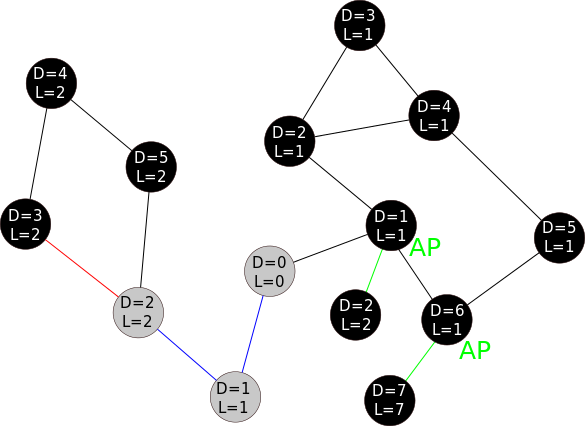 D=3
L=1
D=4
L=2
D=4
L=1
D=2
L=1
D=5
L=2
D=3
L=2
D=1
L=1
AP
D=5
L=1
D=0
L=0
D=2
L=2
D=2
L=2
D=6
L=1
AP
D=1
L=1
D=7
L=7